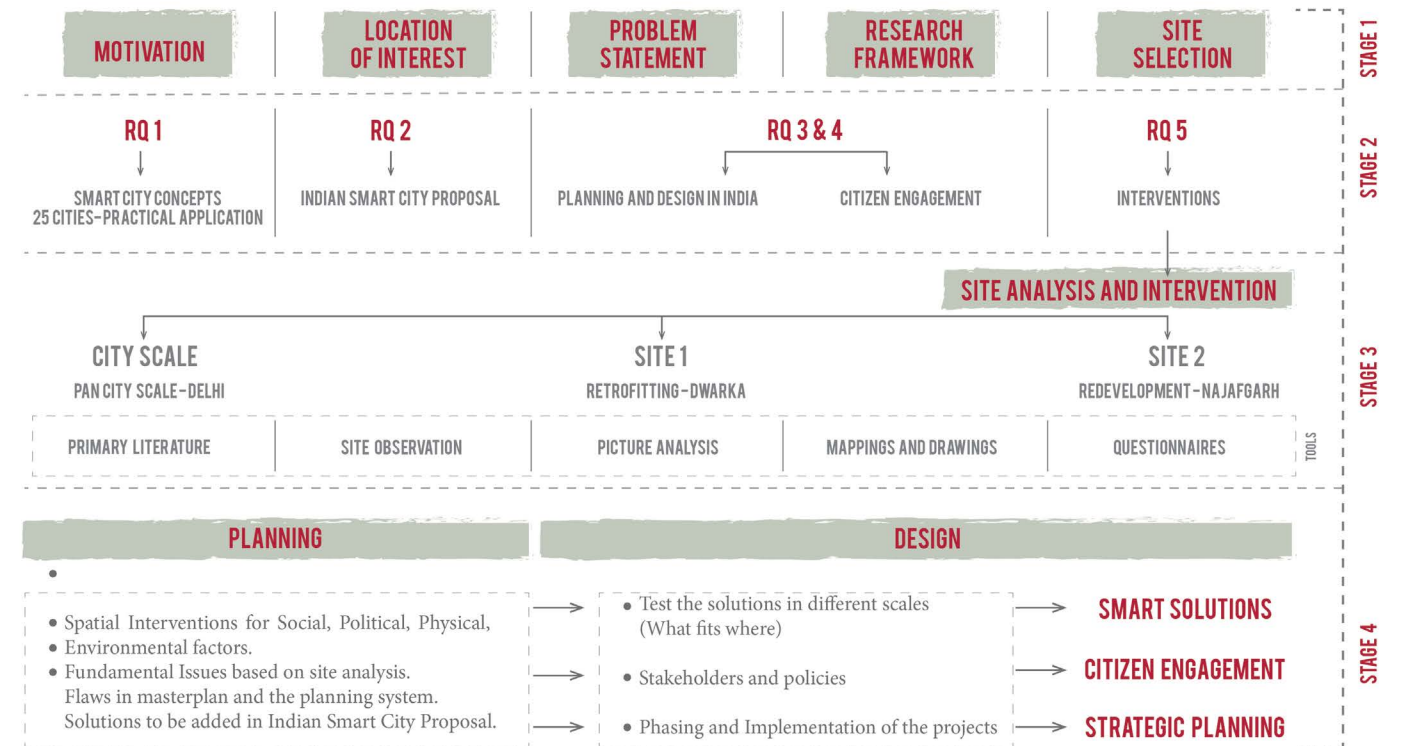 MOTIVATION
LOCATION
OF INTEREST
PROBLEM
STATEMENT
RESEARCH
FRAMEWORK
SITE
SELECTION
STAGE 1
RQ 1
RQ 2
RQ 3 & 4
RQ 5
SMART CITY CONCEPTS
25 CITIES-PRACTICAL APPLICATION
INDIAN SMART CITY PROPOSAL
PLANNING AND DESIGN IN INDIA
CITIZEN ENGAGEMENT
INTERVENTIONS
STAGE 2
SITE ANALYSIS AND INTERVENTION
CITY SCALE
PAN CITY SCALE-DELHI
SITE 1
RETROFITTING-DWARKA
SITE 2
REDEVELOPMENT-NAJAFGARH
STAGE 3
PRIMARY LITERATURE
SITE OBSERVATION
PICTURE ANALYSIS
MAPPINGS AND DRAWINGS
QUESTIONNAIRES
TOOLS
PLANNING
DESIGN
•
• Spatial Interventions for Social, Political, Physical,
• Environmental factors.
• Fundamental Issues based on site analysis.
Flaws in masterplan and the planning system.
Solutions to be added in Indian Smart City Proposal.
• Test the solutions in different scales
(What fits where)
• Stakeholders and policies
• Phasing and Implementation of the projects
SMART SOLUTIONS
CITIZEN ENGAGEMENT
STRATEGIC PLANNING
STAGE 4